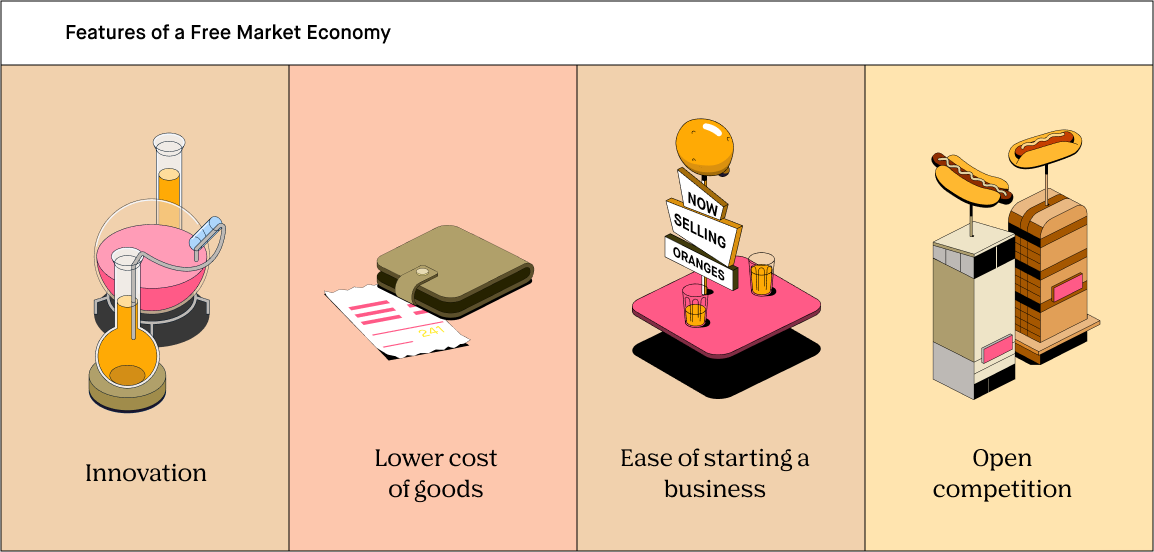 Features of a Free Market Economy
NOW
SELLING
ORANGES
241
Innovation
Lower cost
of goods
Ease of starting a
business
Open
competition